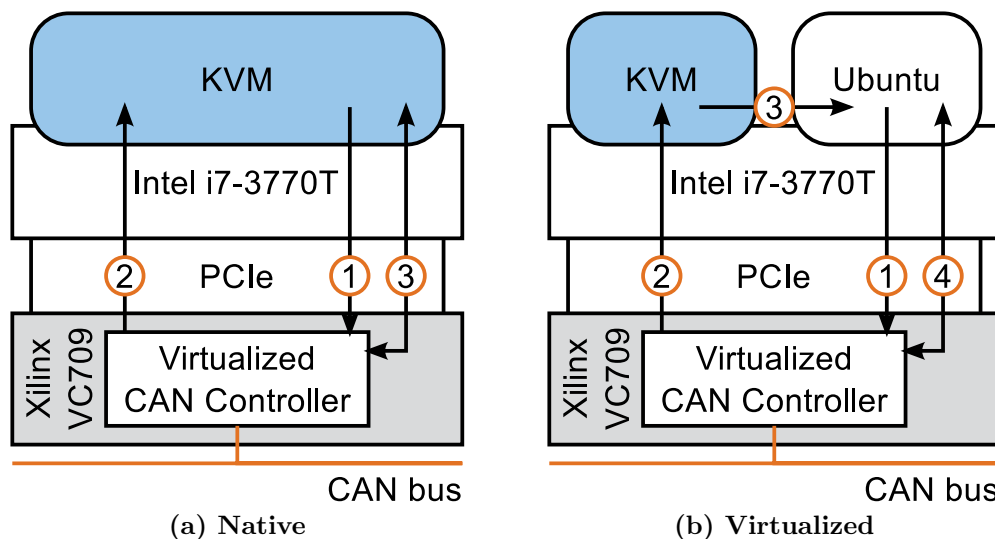 KVM
Intel i7-3770T
2
PCIe
1
3
Xilinx
VC709
Virtualized
CAN Controller
CAN bus
(a) Native
KVM
3
Ubuntu
Intel i7-3770T
2
PCIe
1
4
Xilinx
VC709
Virtualized
CAN Controller
CAN bus
(b) Virtualized